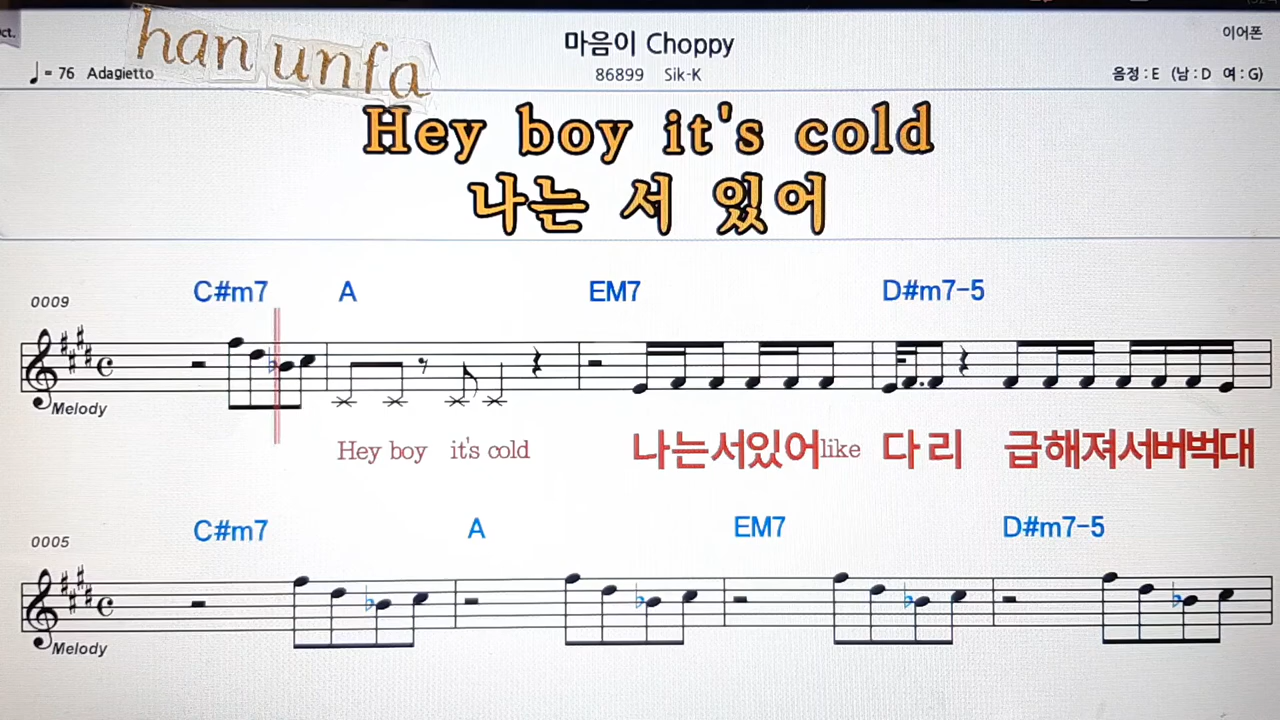 ct.
han unfa
마음이 Choppy
이어폰
♩= 76 Adagietto
86899 Sik-K
음정 : E (남 : D 여 : G)
Hey boy it's cold
나는 서 있어
C#m7 A EM7 D#m7-5
0009
Melody
Hey boy it's cold 나는서있어like 다리 급해져서버벅대
C#m7 A EM7 D#m7-5
0005
Melody